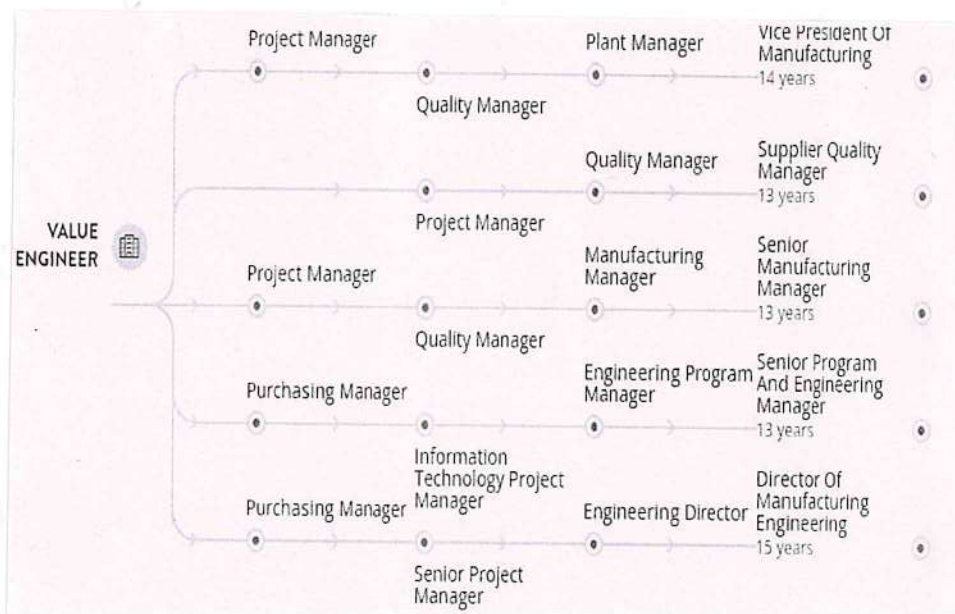 Project Manager
Plant Manager
Vice President Of
Manufacturing
14 years
Quality Manager
Quality Manager
Supplier Quality
Manager
13 years
Project Manager
VALUE
ENGINEER
Project Manager
Manufacturing
Manager
Senior
Manufacturing
Manager
13 years
Quality Manager
Purchasing Manager
Engineering Program
Manager
Senior Program
And Engineering
Manager
13 years
Information
Technology Project
Manager
Purchasing Manager
Engineering Director
Director Of
Manufacturing
Engineering
15 years
Senior Project
Manager